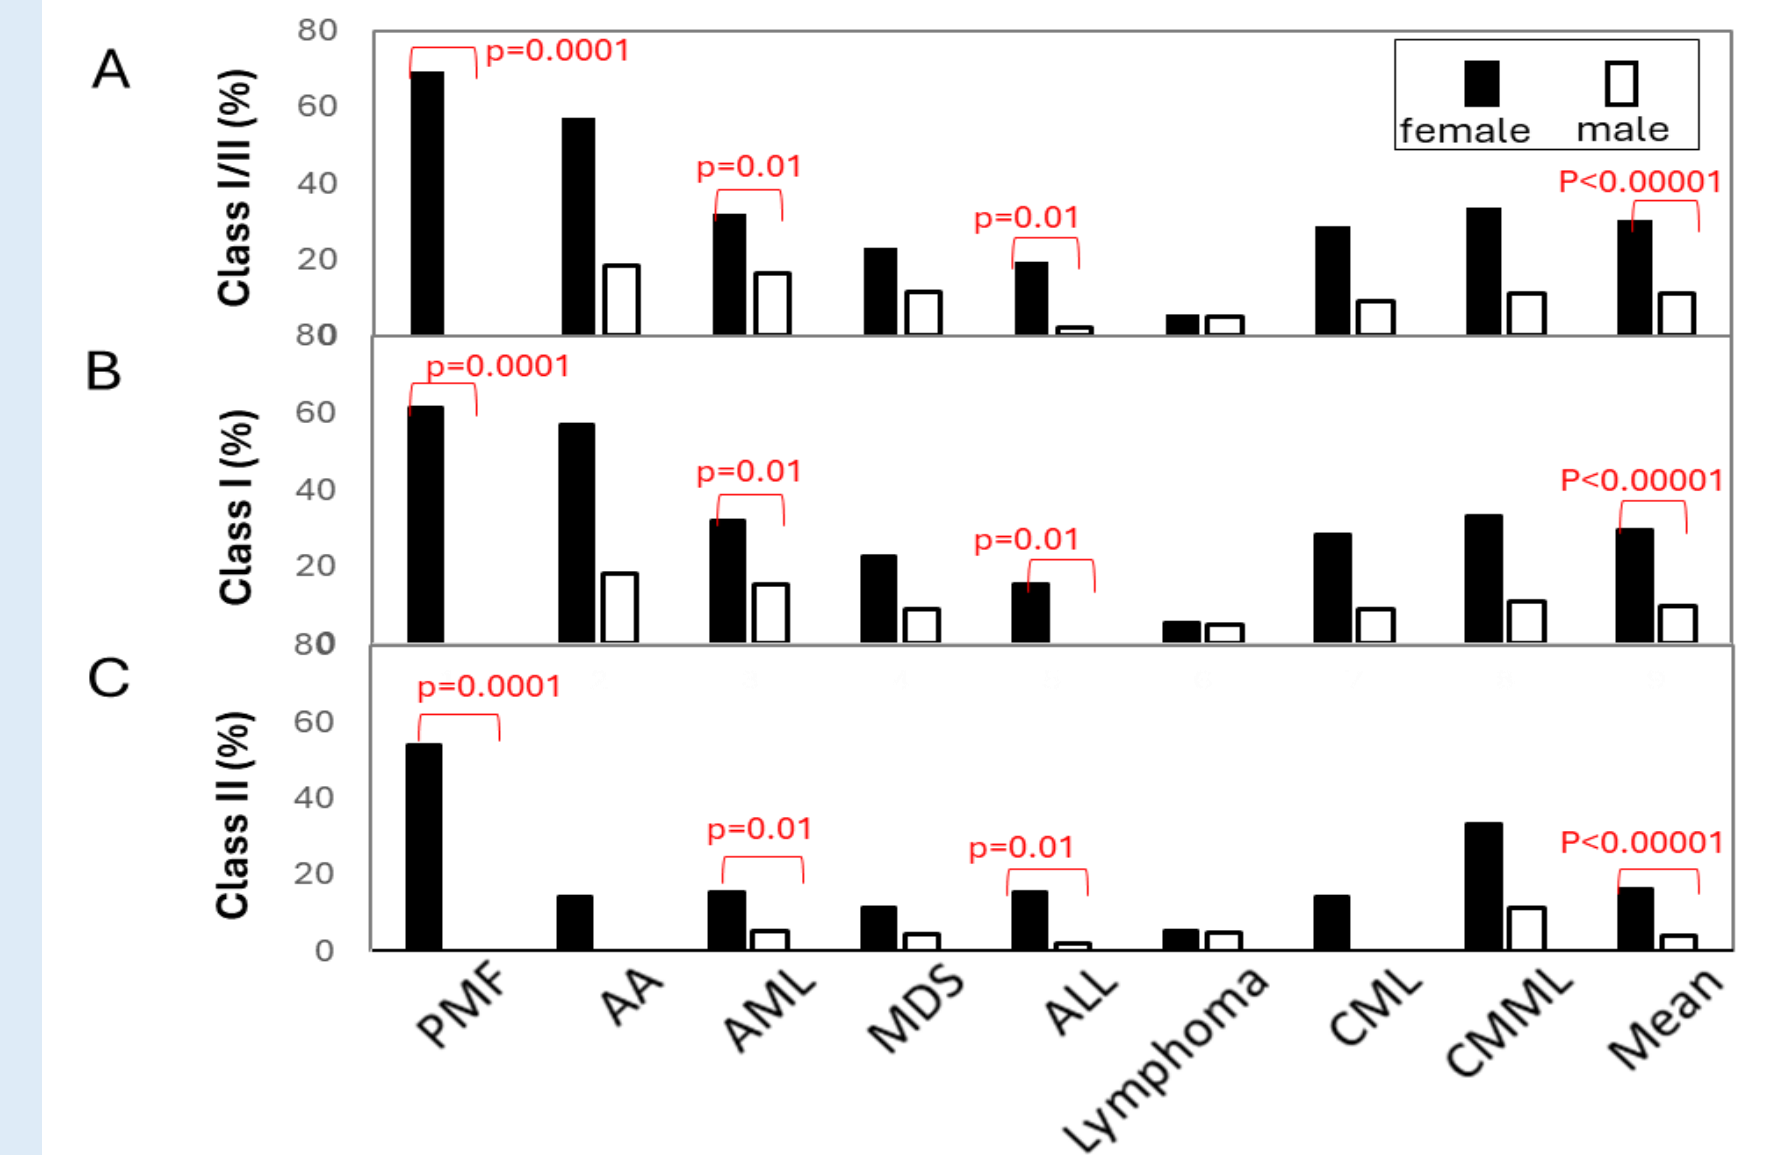 A
Class I/II (%)
80
60
40
20
80
p=0.0001
p=0.01
p=0.01
P<0.00001
female male
B
Class I (%)
60
40
20
80
p=0.0001
p=0.01
p=0.01
P<0.00001
C
Class II (%)
60
40
20
0
p=0.0001
p=0.01
p=0.01
P<0.00001
PMF
AA
AML
MDS
ALL
Lymphoma
CML
CMML
Mean